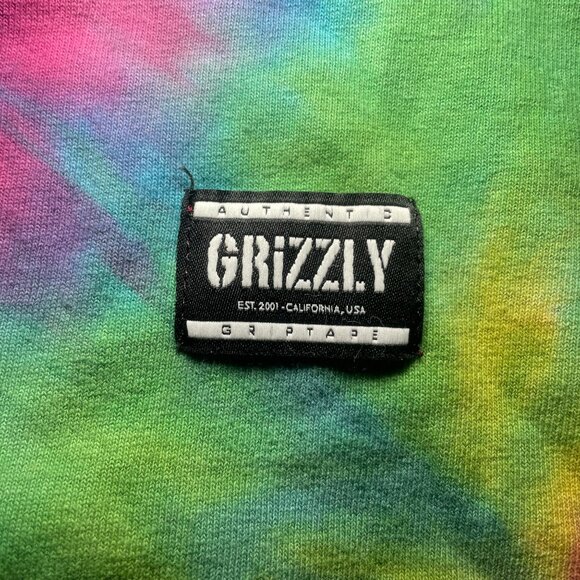 AUTHENTIC
GRiZZLY
EST. 2001-CALIFORNIA, USA
GRIPTAPE